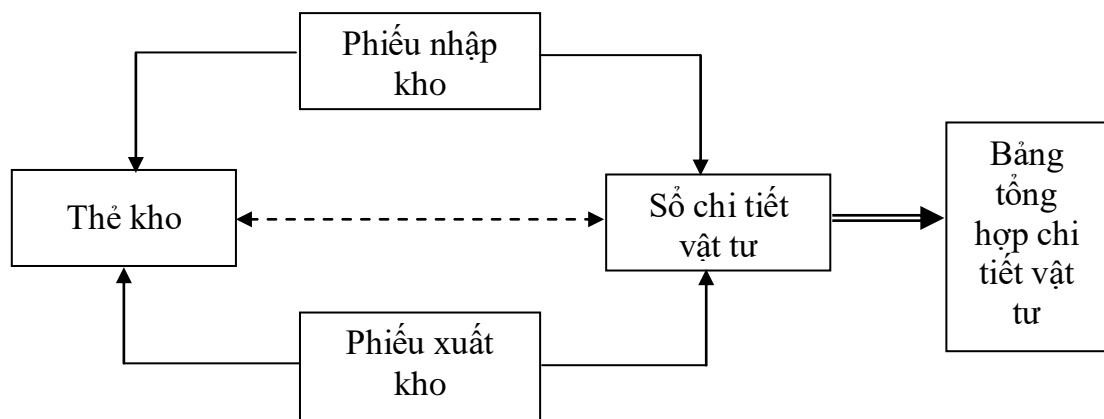 Phiếu nhập
kho
Thẻ kho
Sổ chi tiết
vật tư
Bảng
tổng
hợp chi
tiết vật
tư
Phiếu xuất
kho